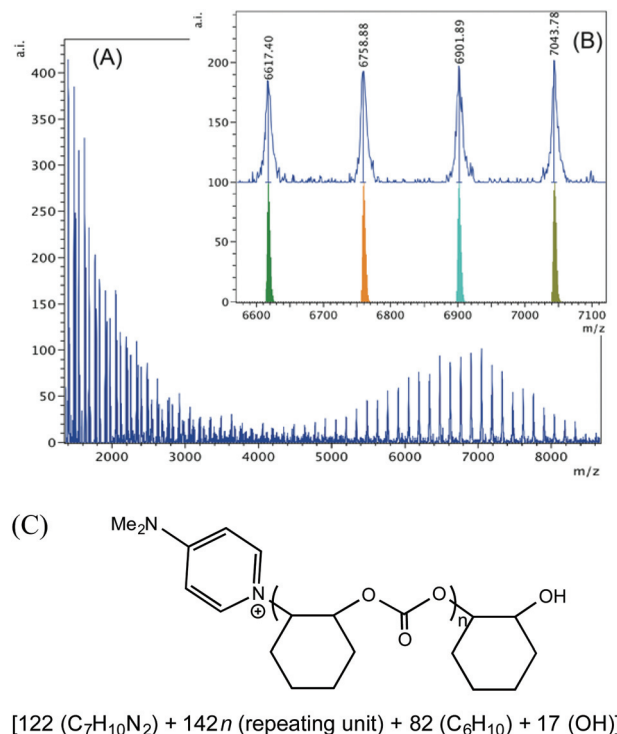 (A)
a.i.
400
350
300
250
200
150
100
50
0
2000
3000
4000
5000
6000
7000
8000
m/z
(B)
a.i.
6617.40
6758.88
6901.89
7043.78
200
150
100
50
0
6600
6700
6800
6900
7000
7100
m/z
(C)
Me₂N
N
⊕
(
O
O
O
)
n
OH
[122 (C₇H₁₀N₂) + 142n (repeating unit) + 82 (C₆H₁₀) + 17 (OH)]